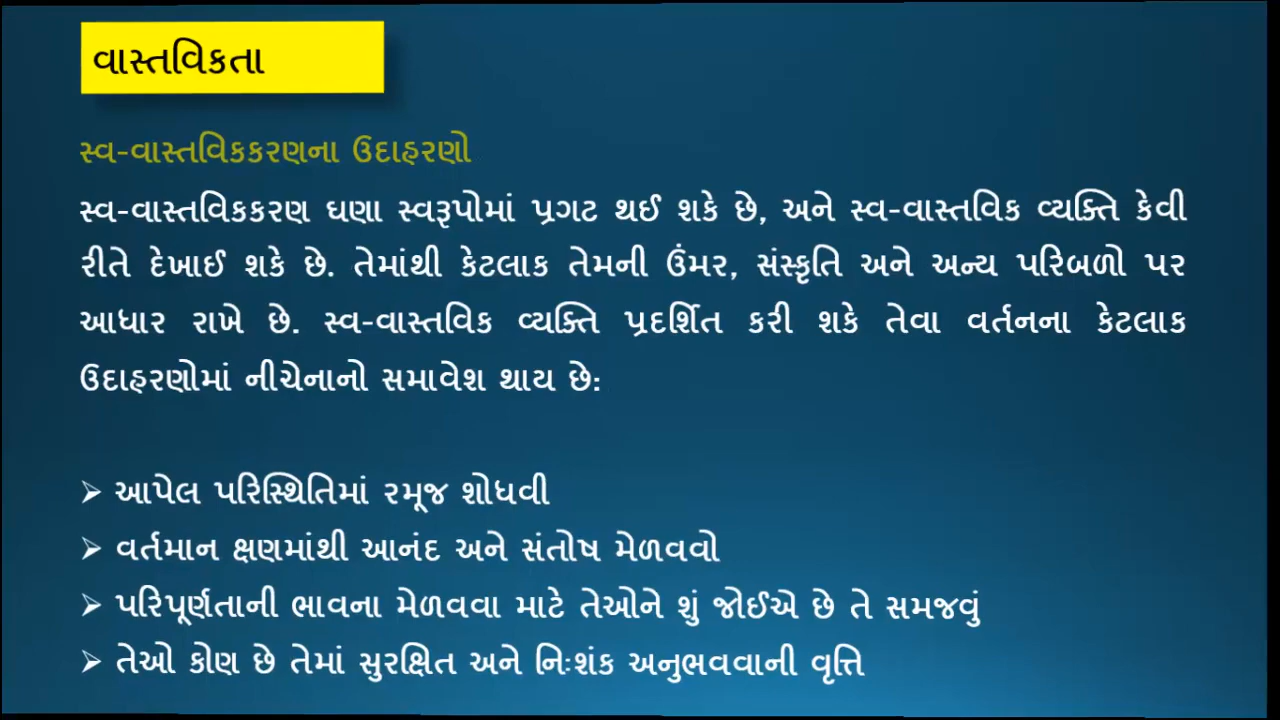 વાસ્તવિકતા
સ્વ-વાસ્તવિકકરણના ઉદાહરણો
સ્વ-વાસ્તવિકકરણ ઘણા સ્વરૂપોમાં પ્રગટ થઈ શકે છે, અને સ્વ-વાસ્તવિક વ્યક્તિ કેવી
રીતે દેખાઈ શકે છે. તેમાંથી કેટલાક તેમની ઉંમર, સંસ્કૃતિ અને અન્ય પરિબળો પર
આધાર રાખે છે. સ્વ-વાસ્તવિક વ્યક્તિ પ્રદર્શિત કરી શકે તેવા વર્તનના કેટલાક
ઉદાહરણોમાં નીચેનાનો સમાવેશ થાય છે:
➢ આપેલ પરિસ્થિતિમાં રમૂજ શોધવી
➢ વર્તમાન ક્ષણમાંથી આનંદ અને સંતોષ મેળવવો
➢ પરિપૂર્ણતાની ભાવના મેળવવા માટે તેઓને શું જોઈએ છે તે સમજવું
➢ તેઓ કોણ છે તેમાં સુરક્ષિત અને નિઃશંક અનુભવવાની વૃત્તિ